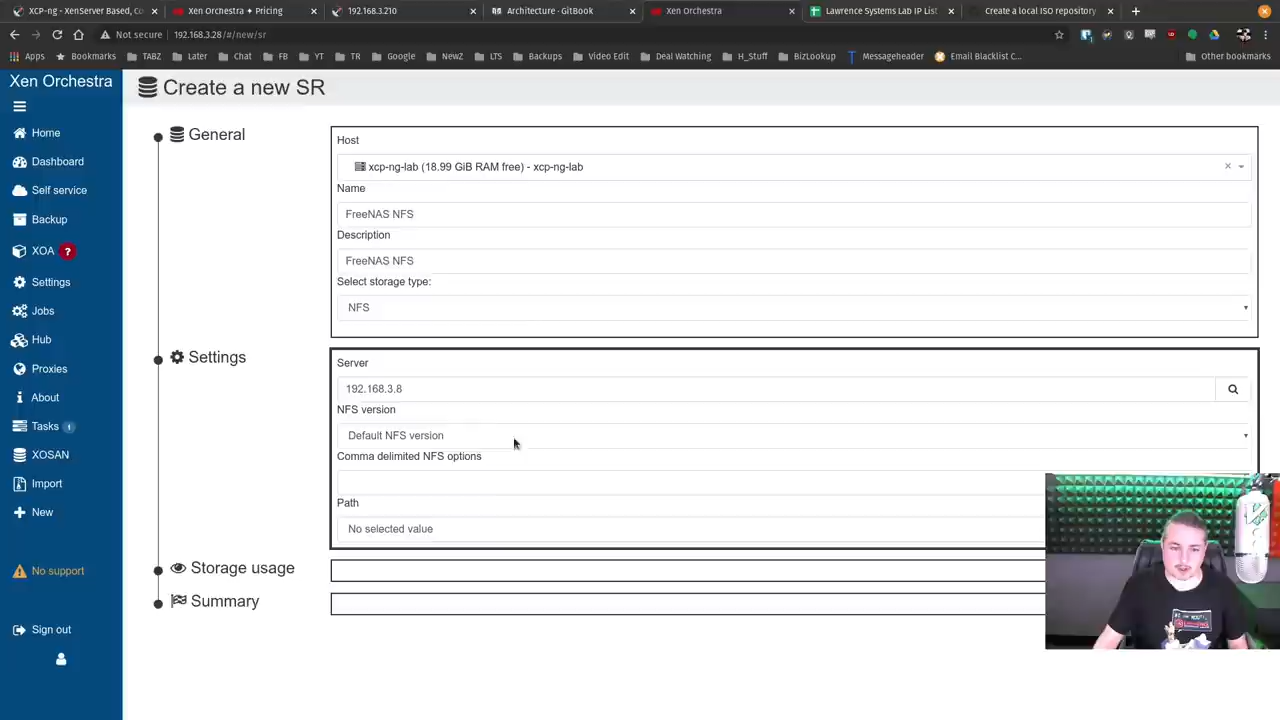 XCP-ng - XenServer Based, Co
Xen Orchestra • Pricing
192.168.3.210
Architecture · GitBook
Xen Orchestra
Lawrence Systems Lab IP List
Create a local ISO repository
Not secure
192.168.3.28/#/new/sr
Apps
Bookmarks
TABZ
Later
Chat
FB
YT
TR
Google
NewZ
LTS
Backups
Video Edit
Deal Watching
H_Stuff
BizLookup
Messageheader
Email Blacklist C...
Other bookmarks
Xen Orchestra
Home
Dashboard
Self service
Backup
XOA ?
Settings
Jobs
Hub
Proxies
About
Tasks 1
XOSAN
Import
New
No support
Sign out
Create a new SR
General
Host
xcp-ng-lab (18.99 GiB RAM free) - xcp-ng-lab
Name
FreeNAS NFS
Description
FreeNAS NFS
Select storage type:
NFS
Settings
Server
192.168.3.8
NFS version
Default NFS version
Comma delimited NFS options
Path
No selected value
Storage usage
Summary